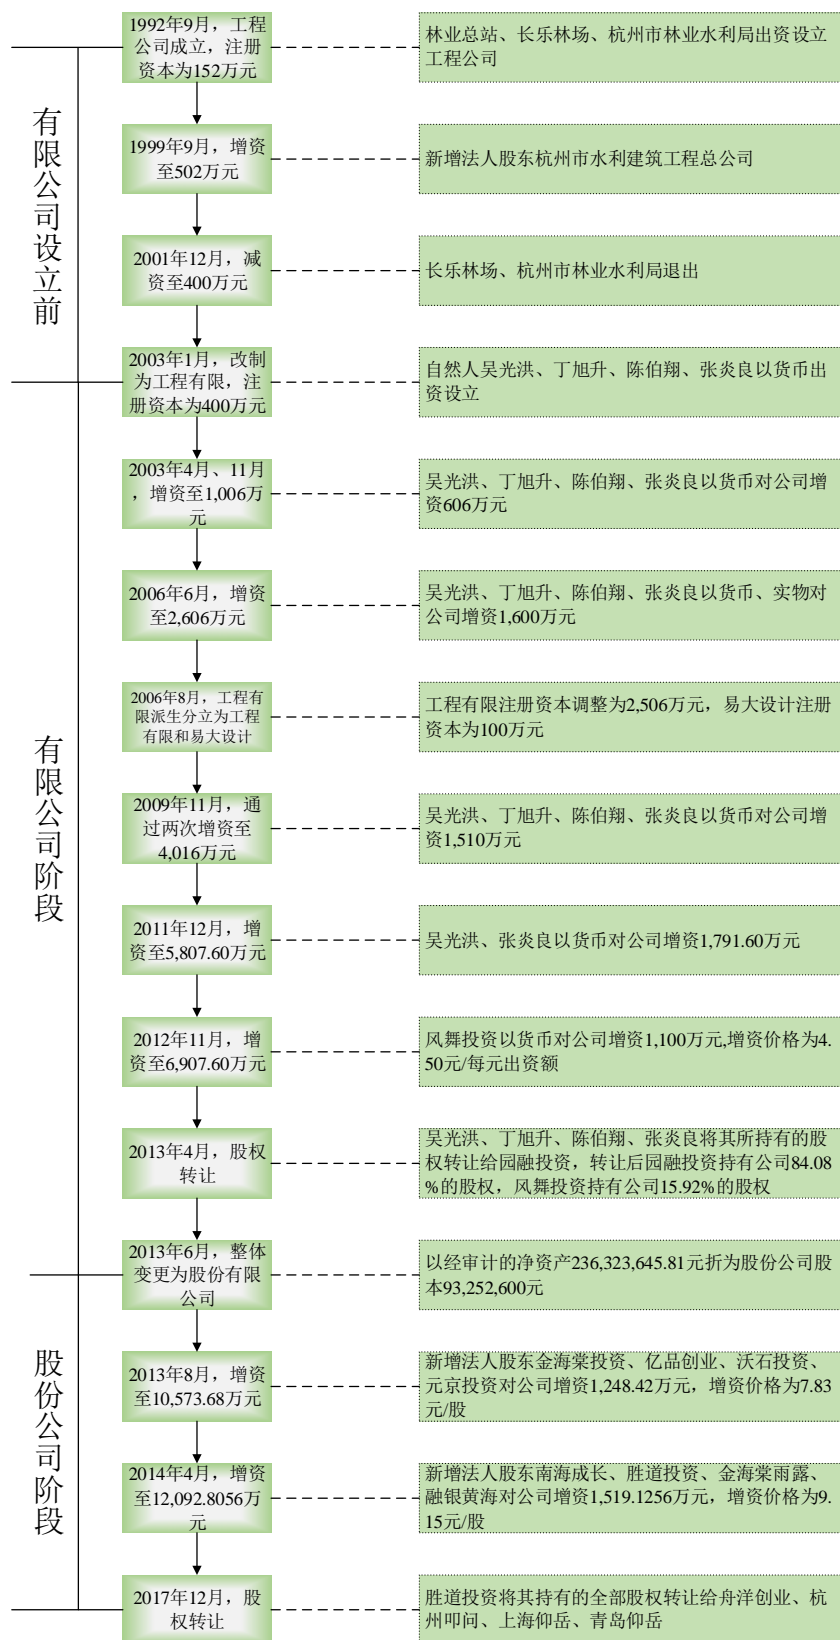 1992年9月，工程
公司成立，注册
资本为152万元
林业总站、长乐林场、杭州市林业水利局出资设立
工程公司
有限公司设立前
1999年9月，增资
至502万元
新增法人股东杭州市水利建筑工程总公司
2001年12月，减
资至400万元
长乐林场、杭州市林业水利局退出
2003年1月，改制
为工程有限，注
册资本为400万元
自然人吴光洪、丁旭升、陈伯翔、张炎良以货币出
资设立
有限公司阶段
2003年4月、11月
，增资至1,006万
元
吴光洪、丁旭升、陈伯翔、张炎良以货币对公司增
资606万元
2006年6月，增资
至2,606万元
吴光洪、丁旭升、陈伯翔、张炎良以货币、实物对
公司增资1,600万元
2006年8月，工程有
限派生分立为工程
有限和易大设计
工程有限注册资本调整为2,506万元，易大设计注册
资本为100万元
2009年11月，通
过两次增资至
4,016万元
吴光洪、丁旭升、陈伯翔、张炎良以货币对公司增
资1,510万元
2011年12月，增
资至5,807.60万元
吴光洪、张炎良以货币对公司增资1,791.60万元
2012年11月，增
资至6,907.60万元
风舞投资以货币对公司增资1,100万元,增资价格为4.
50元/每元出资额
2013年4月，股权
转让
吴光洪、丁旭升、陈伯翔、张炎良将其所持有的股
权转让给园融投资，转让后园融投资持有公司84.08
%的股权，风舞投资持有公司15.92%的股权
2013年6月，整体
变更为股份有限
公司
以经审计的净资产236,323,645.81元折为股份公司股
本93,252,600元
股份公司阶段
2013年8月，增资
至10,573.68万元
新增法人股东金海棠投资、亿品创业、沃石投资、
元京投资对公司增资1,248.42万元，增资价格为7.83
元/股
2014年4月，增资
至12,092.8056万
元
新增法人股东南海成长、胜道投资、金海棠雨露、
融银黄海对公司增资1,519.1256万元，增资价格为9.
15元/股
2017年12月，股
权转让
胜道投资将其持有的全部股权转让给舟洋创业、杭
州叩问、上海仰岳、青岛仰岳